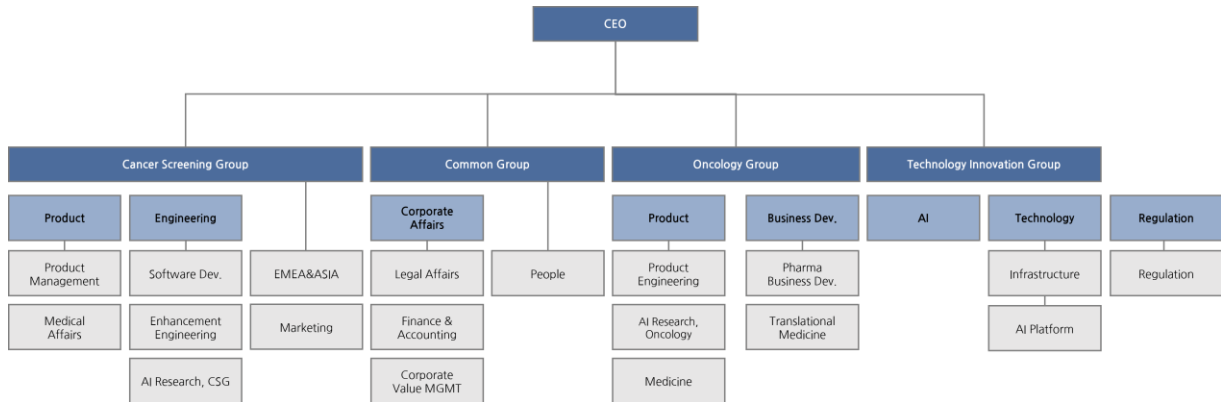 CEO
Cancer Screening Group
Common Group
Oncology Group
Technology Innovation Group
Product
Engineering
Corporate
Affairs
Product
Business Dev.
AI
Technology
Regulation
Product
Management
Software Dev.
EMEA&ASIA
Legal Affairs
People
Product
Engineering
Pharma
Business Dev.
Infrastructure
Regulation
Medical
Affairs
Enhancement
Engineering
Marketing
Finance &
Accounting
AI Research,
Oncology
Translational
Medicine
AI Platform
AI Research, CSG
Corporate
Value MGMT
Medicine